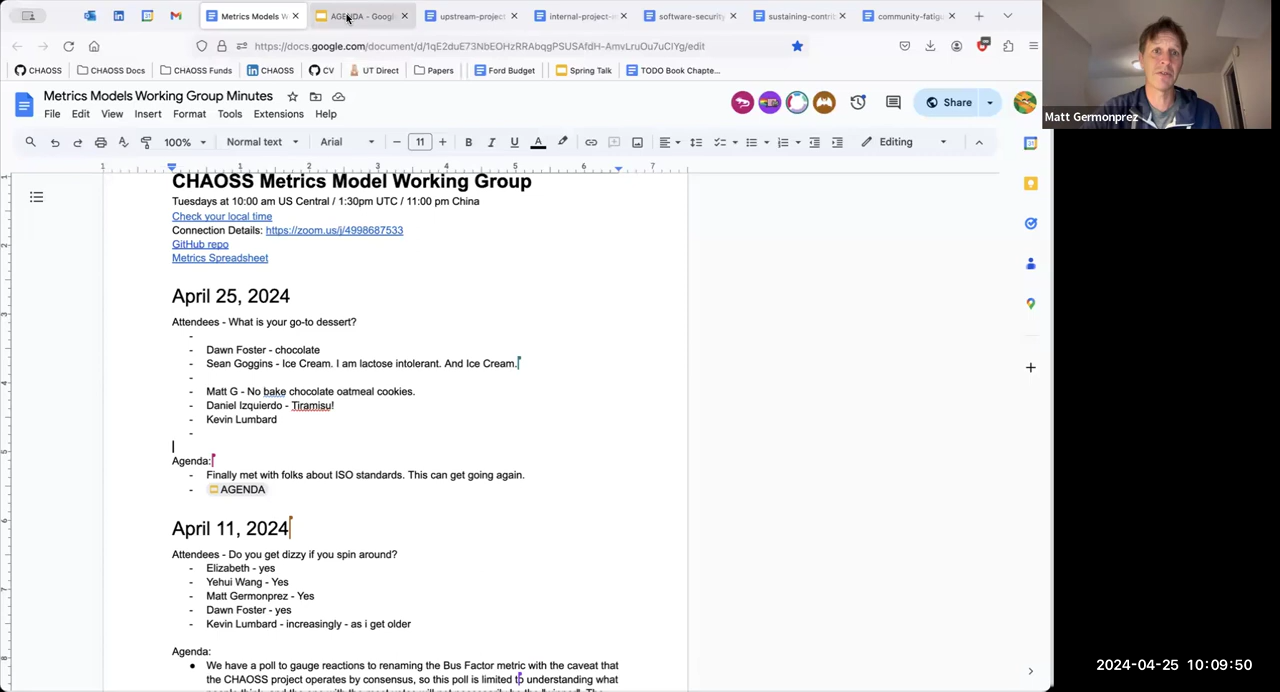 Metrics Models W
AGENDA - Googl
upstream-project
internal-project-
software-security
sustaining-contrib
community-fatigu
https://docs.google.com/document/d/1qE2duE73NbEOHzRRAbqgPSUSAfdH-AmvLruOu7uClYg/edit
CHAOSS
CHAOSS Docs
CHAOSS Funds
CHAOSS
CV
UT Direct
Papers
Ford Budget
Spring Talk
TODO Book Chapte...
Metrics Models Working Group Minutes
File Edit View Insert Format Tools Extensions Help
Share
100% Normal text Arial 11 B I U A Editing
1 1 2 3 4 5 6 7
CHAOSS Metrics Model Working Group
Tuesdays at 10:00 am US Central / 1:30pm UTC / 11:00 pm China
Check your local time
Connection Details: https://zoom.us/j/4998687533
GitHub repo
Metrics Spreadsheet
April 25, 2024
Attendees - What is your go-to dessert?
-
- Dawn Foster - chocolate
- Sean Goggins - Ice Cream. I am lactose intolerant. And Ice Cream.
-
- Matt G - No bake chocolate oatmeal cookies.
- Daniel Izquierdo - Tiramisu!
- Kevin Lumbard
-
Agenda:
- Finally met with folks about ISO standards. This can get going again.
- AGENDA
April 11, 2024
Attendees - Do you get dizzy if you spin around?
- Elizabeth - yes
- Yehui Wang - Yes
- Matt Germonprez - Yes
- Dawn Foster - yes
- Kevin Lumbard - increasingly - as i get older
Agenda:
● We have a poll to gauge reactions to renaming the Bus Factor metric with the caveat that
the CHAOSS project operates by consensus, so this poll is limited to understanding what
Matt Germonprez
2024-04-25 10:09:50